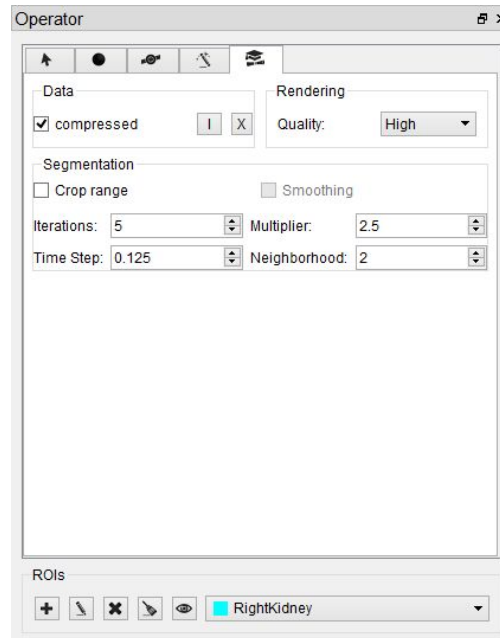 Operator
Data
Rendering
compressed
I
X
Quality:
High
Segmentation
Crop range
Smoothing
Iterations: 5
Multiplier: 2.5
Time Step: 0.125
Neighborhood: 2
ROIs
RightKidney